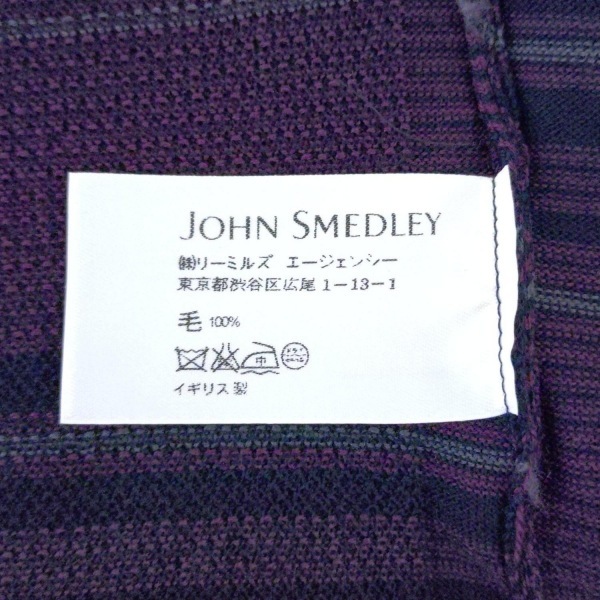 JOHN SMEDLEY
㈱リーミルズ エージェンシー
東京都渋谷区広尾1-13-1
毛 100%
中
イギリス製